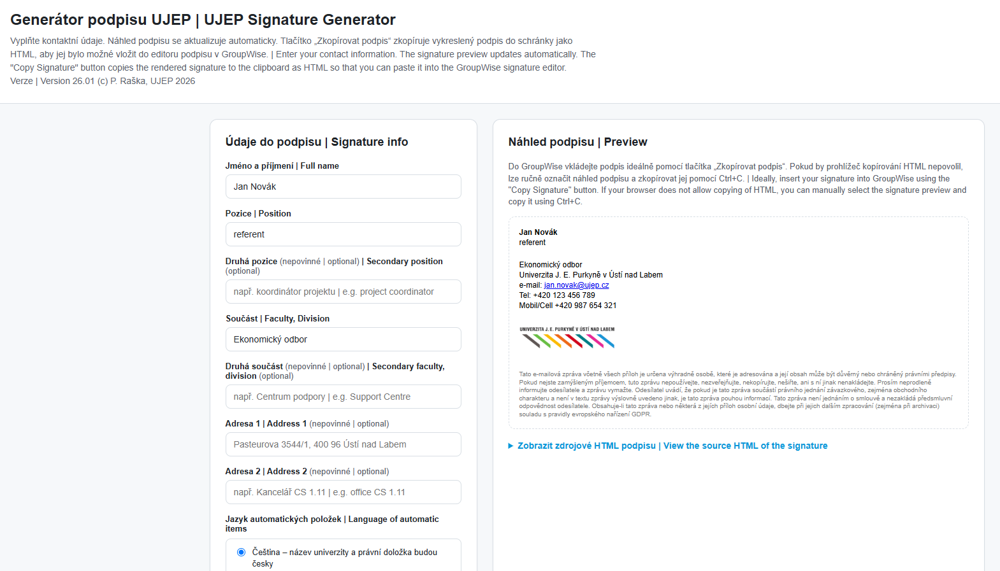 Generátor podpisu UJEP | UJEP Signature Generator
Vyplňte kontaktní údaje. Náhled podpisu se aktualizuje automaticky. Tlačítko „Zkopírovat podpis“ zkopíruje vykreslený podpis do schránky jako
HTML, aby jej bylo možné vložit do editoru podpisu v GroupWise. | Enter your contact information. The signature preview updates automatically. The
"Copy Signature" button copies the rendered signature to the clipboard as HTML so that you can paste it into the GroupWise signature editor.
Verze | Version 26.01 (c) P. Raška, UJEP 2026
Údaje do podpisu | Signature info
Jméno a příjmení | Full name
Jan Novák
Pozice | Position
referent
Druhá pozice (nepovinné | optional) | Secondary position
(optional)
např. koordinátor projektu | e.g. project coordinator
Součást | Faculty, Division
Ekonomický odbor
Druhá součást (nepovinné | optional) | Secondary faculty,
division (optional)
např. Centrum podpory | e.g. Support Centre
Adresa 1 | Address 1 (nepovinné | optional)
Pasteurova 3544/1, 400 96 Ústí nad Labem
Adresa 2 | Address 2 (nepovinné | optional)
např. Kancelář CS 1.11 | e.g. office CS 1.11
Jazyk automatických položek | Language of automatic
items
Čeština – název univerzity a právní doložka budou
česky
Náhled podpisu | Preview
Do GroupWise vkládejte podpis ideálně pomocí tlačítka „Zkopírovat podpis“. Pokud by prohlížeč kopírování HTML nepovolil,
lze ručně označit náhled podpisu a zkopírovat jej pomocí Ctrl+C. | Ideally, insert your signature into GroupWise using the
"Copy Signature" button. If your browser does not allow copying of HTML, you can manually select the signature preview and
copy it using Ctrl+C.
Jan Novák
referent
Ekonomický odbor
Univerzita J. E. Purkyně v Ústí nad Labem
e-mail: jan.novak@ujep.cz
Tel: +420 123 456 789
Mobil/Cell +420 987 654 321
UNIVERZITA J. E. PURKYNĚ V ÚSTÍ NAD LABEM
Tato e-mailová zpráva včetně všech příloh je určena výhradně osobě, které je adresována a její obsah může být důvěrný nebo chráněný právními předpisy.
Pokud nejste zamýšleným příjemcem, tuto zprávu nepoužívejte, nezveřejňujte, nekopírujte, nešiřte, ani s ní jinak nenakládejte. Prosím neprodleně
informujte odesílatele a zprávu vymažte. Odesílatel uvádí, že pokud je tato zpráva součástí právního jednání závazkového, zejména obchodního
charakteru a není v textu zprávy výslovně uvedeno jinak, je tato zpráva pouhou informací. Tato zpráva není jednáním o smlouvě a nezakládá předsmluvní
odpovědnost odesílatele. Obsahuje-li tato zpráva nebo některá z jejích příloh osobní údaje, dbejte při jejich dalším zpracování (zejména při archivaci)
souladu s pravidly evropského nařízení GDPR.
Zobrazit zdrojové HTML podpisu | View the source HTML of the signature